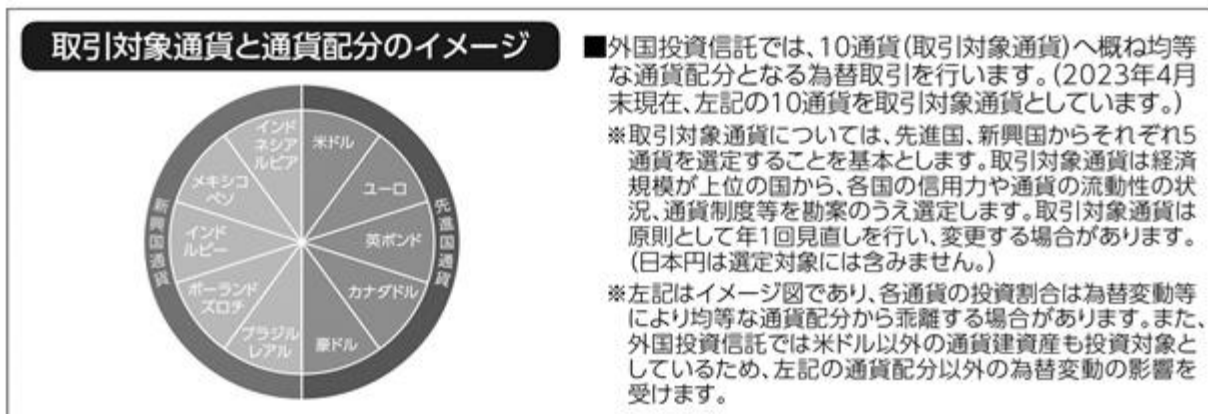 取引対象通貨と通貨配分のイメージ
インド
ネシア
ルピア
米ドル
メキシコ
ペソ
ユーロ
新興国通貨
インド
ルピー
英ポンド
先進国通貨
ポーランド
ズロチ
カナダドル
ブラジル
レアル
豪ドル
■外国投資信託では、10通貨(取引対象通貨)へ概ね均等
な通貨配分となる為替取引を行います。(2023年4月
末現在、左記の10通貨を取引対象通貨としています。)
※取引対象通貨については、先進国、新興国からそれぞれ5
通貨を選定することを基本とします。取引対象通貨は経済
規模が上位の国から、各国の信用力や通貨の流動性の状
況、通貨制度等を勘案のうえ選定します。取引対象通貨は
原則として年1回見直しを行い、変更する場合があります。
(日本円は選定対象には含みません。)
※左記はイメージ図であり、各通貨の投資割合は為替変動等
により均等な通貨配分から乖離する場合があります。また、
外国投資信託では米ドル以外の通貨建資産も投資対象と
しているため、左記の通貨配分以外の為替変動の影響を
受けます。